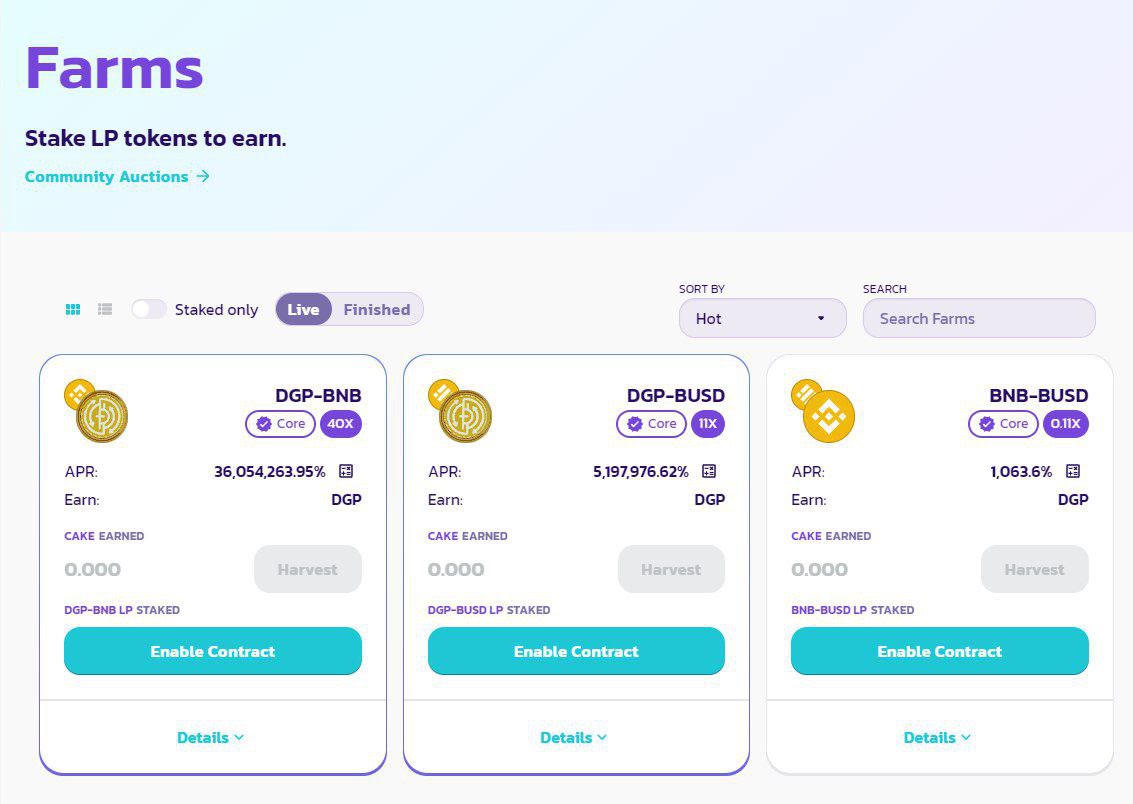 Farms
Stake LP tokens to earn.
Community Auctions
Staked only
Live
Finished
SORT BY
Hot
SEARCH
Search Farms
DGP-BNB
Core
40X
APR:
36,054,263.95%
Earn:
DGP
CAKE EARNED
0.000
Harvest
DGP-BNB LP STAKED
Enable Contract
Details
DGP-BUSD
Core
11X
APR:
5,197,976.62%
Earn:
DGP
CAKE EARNED
0.000
Harvest
DGP-BUSD LP STAKED
Enable Contract
Details
BNB-BUSD
Core
0.11X
APR:
1,063.6%
Earn:
DGP
CAKE EARNED
0.000
Harvest
BNB-BUSD LP STAKED
Enable Contract
Details